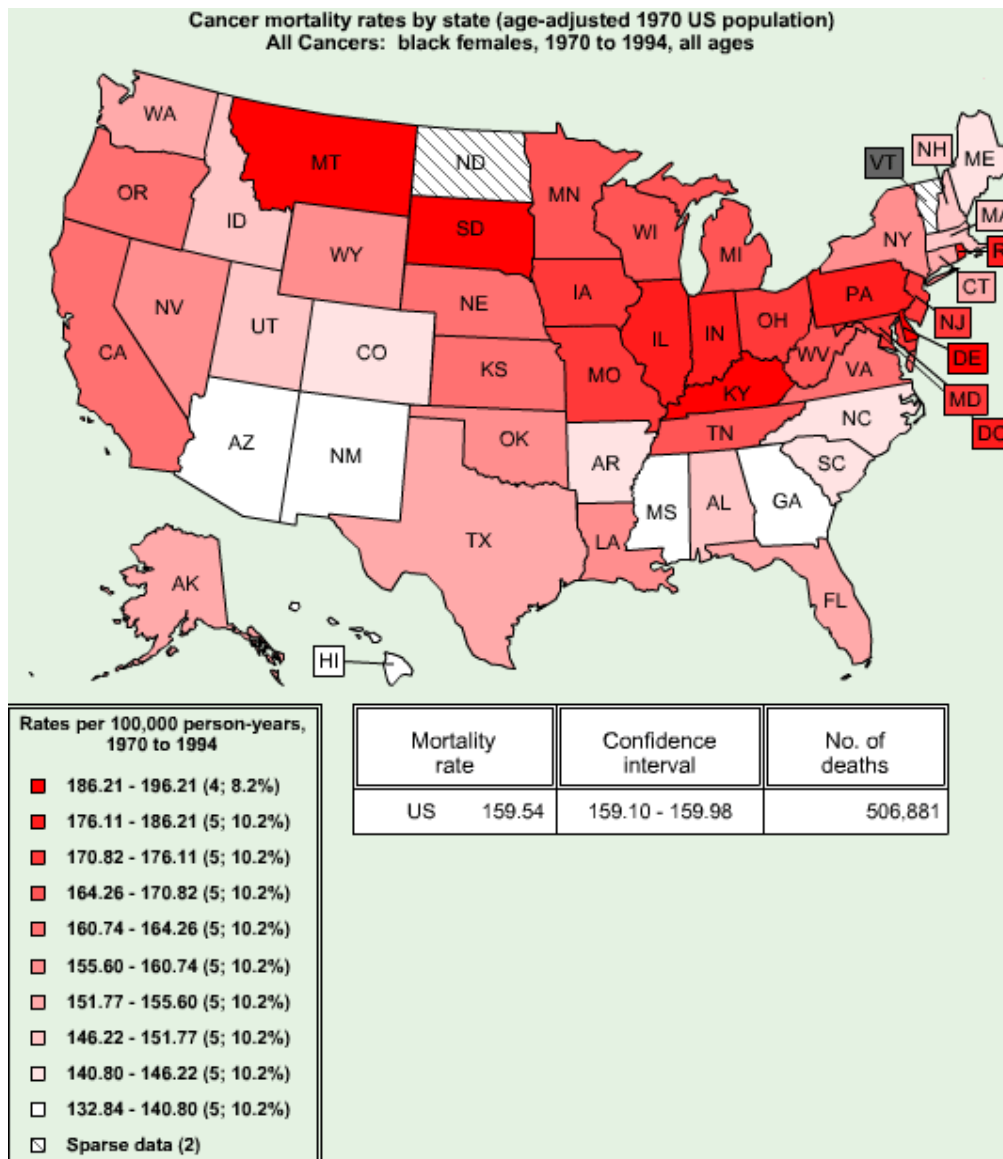 Cancer mortality rates by state (age-adjusted 1970 US population)
All Cancers: black females, 1970 to 1994, all ages
WA
MT
ND
MN
VT
NH
ME
OR
ID
SD
WI
MI
NY
MA
WY
R
CT
NE
IA
PA
NV
UT
IL
IN
OH
NJ
CA
CO
KS
MO
WV
VA
DE
KY
MD
NC
DC
TN
AZ
NM
OK
AR
SC
MS
AL
GA
TX
LA
AK
FL
HI
Rates per 100,000 person-years,
1970 to 1994
186.21 - 196.21 (4; 8.2%)
176.11 - 186.21 (5; 10.2%)
170.82 - 176.11 (5; 10.2%)
164.26 - 170.82 (5; 10.2%)
160.74 - 164.26 (5; 10.2%)
155.60 - 160.74 (5; 10.2%)
151.77 - 155.60 (5; 10.2%)
146.22 - 151.77 (5; 10.2%)
140.80 - 146.22 (5; 10.2%)
132.84 - 140.80 (5; 10.2%)
Sparse data (2)
Mortality rate
Confidence interval
No. of deaths
US 159.54
159.10 - 159.98
506,881